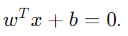 $w^T x + b = 0.$